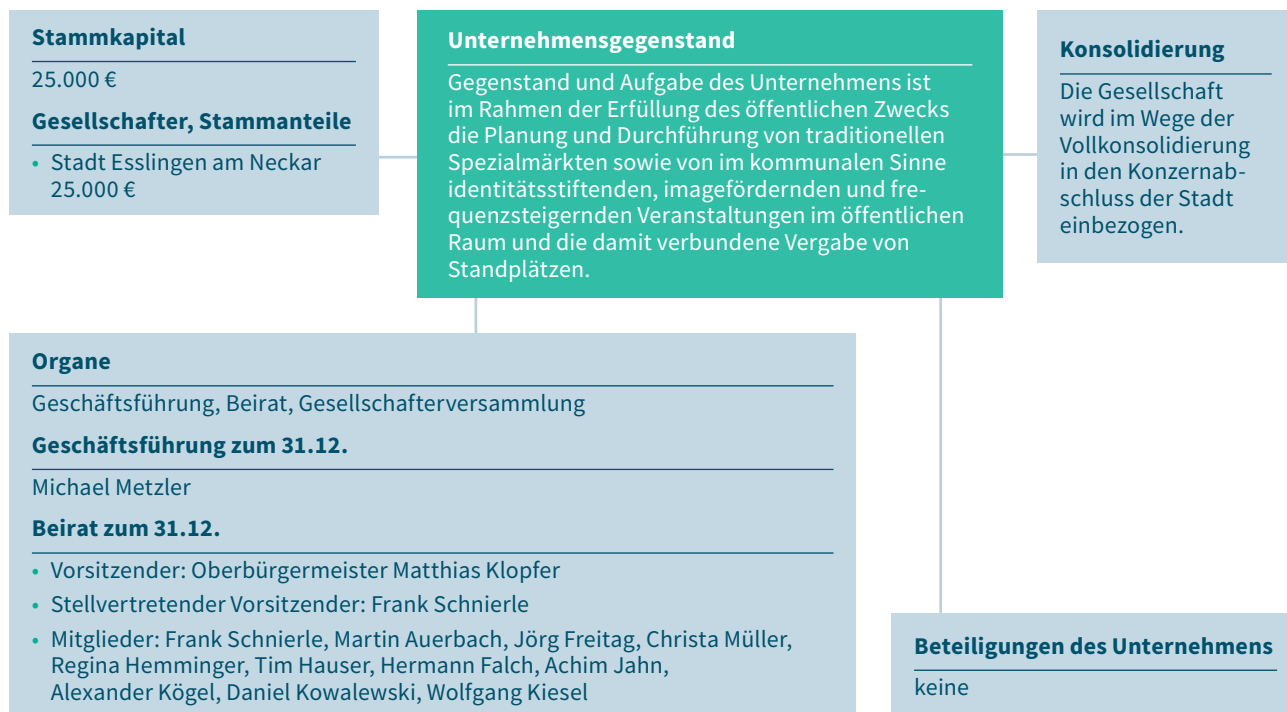 Stammkapital
25.000 €
Gesellschafter, Stammanteile
• Stadt Esslingen am Neckar
25.000 €
Unternehmensgegenstand
Gegenstand und Aufgabe des Unternehmens ist
im Rahmen der Erfüllung des öffentlichen Zwecks
die Planung und Durchführung von traditionellen
Spezialmärkten sowie von im kommunalen Sinne
identitätsstiftenden, imagefördernden und fre-
quenzsteigernden Veranstaltungen im öffentlichen
Raum und die damit verbundene Vergabe von
Standplätzen.
Konsolidierung
Die Gesellschaft
wird im Wege der
Vollkonsolidierung
in den Konzernab-
schluss der Stadt
einbezogen.
Organe
Geschäftsführung, Beirat, Gesellschafterversammlung
Geschäftsführung zum 31.12.
Michael Metzler
Beirat zum 31.12.
• Vorsitzender: Oberbürgermeister Matthias Klopfer
• Stellvertretender Vorsitzender: Frank Schnierle
• Mitglieder: Frank Schnierle, Martin Auerbach, Jörg Freitag, Christa Müller,
Regina Hemminger, Tim Hauser, Hermann Falch, Achim Jahn,
Alexander Kögel, Daniel Kowalewski, Wolfgang Kiesel
Beteiligungen des Unternehmens
keine